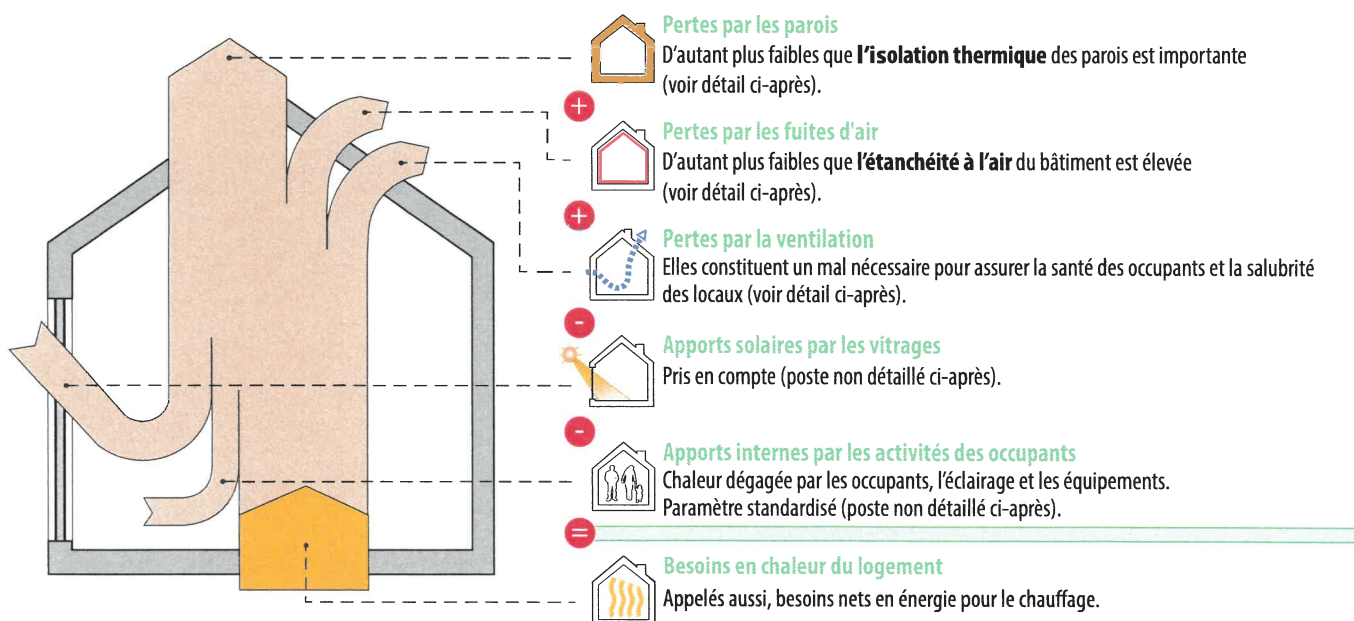 Pertes par les parois
D'autant plus faibles que l'isolation thermique des parois est importante
(voir détail ci-après).
+
Pertes par les fuites d'air
D'autant plus faibles que l'étanchéité à l'air du bâtiment est élevée
(voir détail ci-après).
+
Pertes par la ventilation
Elles constituent un mal nécessaire pour assurer la santé des occupants et la salubrité
des locaux (voir détail ci-après).
-
Apports solaires par les vitrages
Pris en compte (poste non détaillé ci-après).
-
Apports internes par les activités des occupants
Chaleur dégagée par les occupants, l'éclairage et les équipements.
Paramètre standardisé (poste non détaillé ci-après).
=
Besoins en chaleur du logement
Appelés aussi, besoins nets en énergie pour le chauffage.